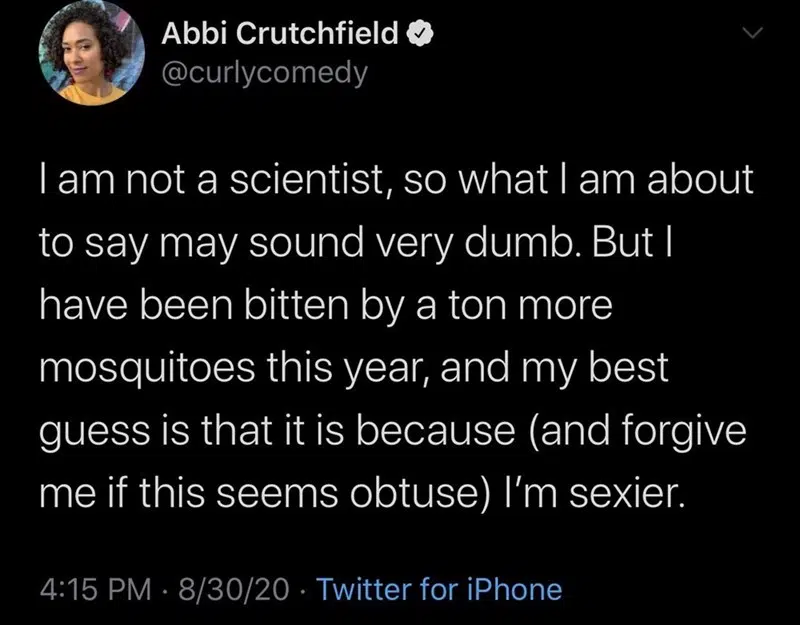 Abbi Crutchfield
@curlycomedy
I am not a scientist, so what I am about
to say may sound very dumb. But I
have been bitten by a ton more
mosquitoes this year, and my best
guess is that it is because (and forgive
me if this seems obtuse) I’m sexier.
4:15 PM · 8/30/20 · Twitter for iPhone